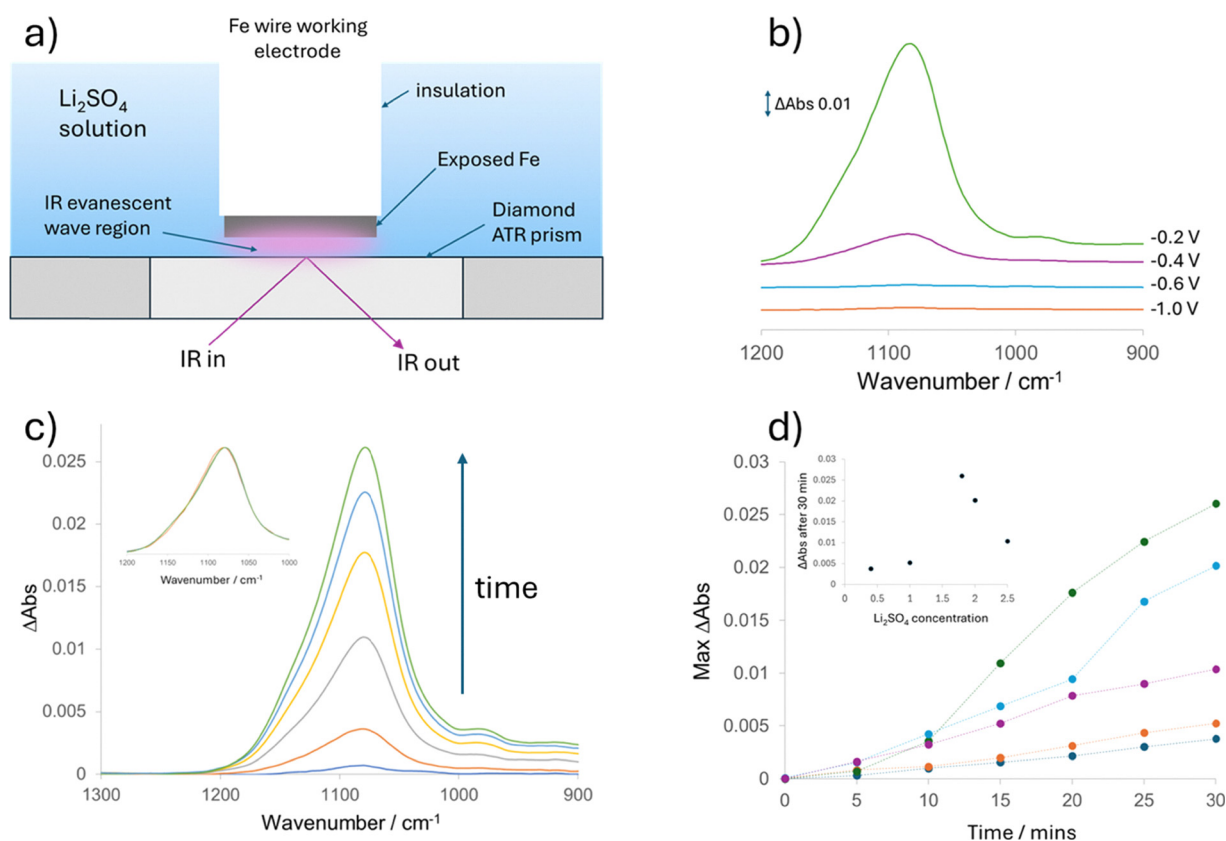 a)
Fe wire working
electrode
Li₂SO₄
solution
insulation
Exposed Fe
IR evanescent
wave region
Diamond
ATR prism
IR in
IR out
b)
ΔAbs 0.01
-0.2 V
-0.4 V
-0.6 V
-1.0 V
1200 1100 1000 900
Wavenumber / cm⁻¹
c)
0.025
0.02
0.015
0.01
0.005
0
ΔAbs
1200 1150 1100 1050 1000
Wavenumber / cm⁻¹
time
1300 1200 1100 1000 900
Wavenumber / cm⁻¹
d)
0.03
0.025
0.02
0.015
0.01
0.005
0
Max ΔAbs
0.03
0.025
0.02
0.015
0.01
0.005
0
ΔAbs after 30 min
0 0.5 1 1.5 2 2.5
Li₂SO₄ concentration
0 5 10 15 20 25 30
Time / mins